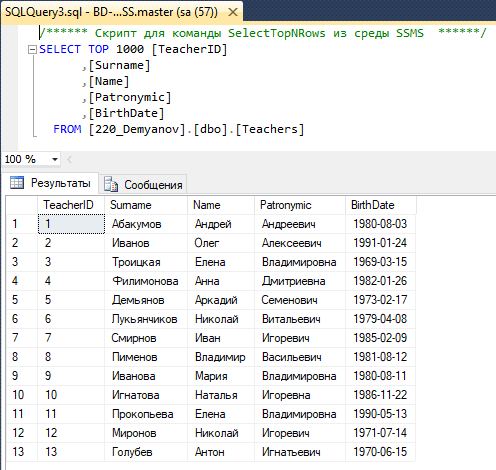 SQLQuery3.sql - BD-...SS.master (sa (57))
/****** Скрипт для команды SelectTopNRows из среды SSMS ******/
SELECT TOP 1000 [TeacherID]
,[Surname]
,[Name]
,[Patronymic]
,[BirthDate]
FROM [220_Demyanov].[dbo].[Teachers]
100 %
Результаты Сообщения
TeacherID Surname Name Patronymic BirthDate
1 1 Абакумов Андрей Андреевич 1980-08-03
2 2 Иванов Олег Алексеевич 1991-01-24
3 3 Троицкая Елена Владимировна 1969-03-15
4 4 Филимонова Анна Дмитриевна 1982-01-26
5 5 Демьянов Аркадий Семенович 1973-02-17
6 6 Лукьянчиков Николай Витальевич 1979-04-08
7 7 Смирнов Иван Игоревич 1985-02-09
8 8 Пименов Владимир Васильевич 1981-08-12
9 9 Иванова Мария Владимировна 1980-08-11
10 10 Игнатова Наталья Игоревна 1986-11-22
11 11 Прокопьева Елена Владимировна 1990-05-13
12 12 Миронов Николай Игоревич 1971-07-14
13 13 Голубев Антон Игнатьевич 1970-06-15